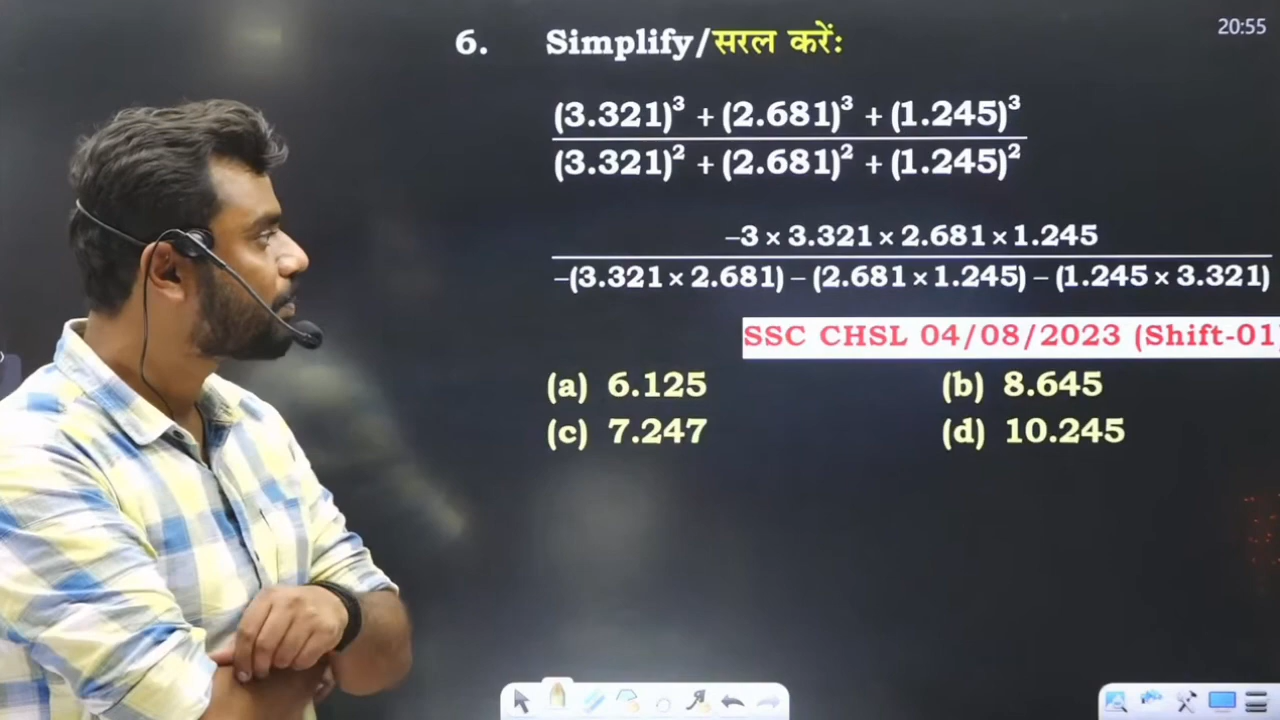 20:55
6. Simplify/सरल करें:
(3.321)³ + (2.681)³ + (1.245)³
(3.321)² + (2.681)² + (1.245)²
–3 × 3.321 × 2.681 × 1.245
–(3.321 × 2.681) – (2.681 × 1.245) – (1.245 × 3.321)
SSC CHSL 04/08/2023 (Shift-01)
(a) 6.125 (b) 8.645
(c) 7.247 (d) 10.245